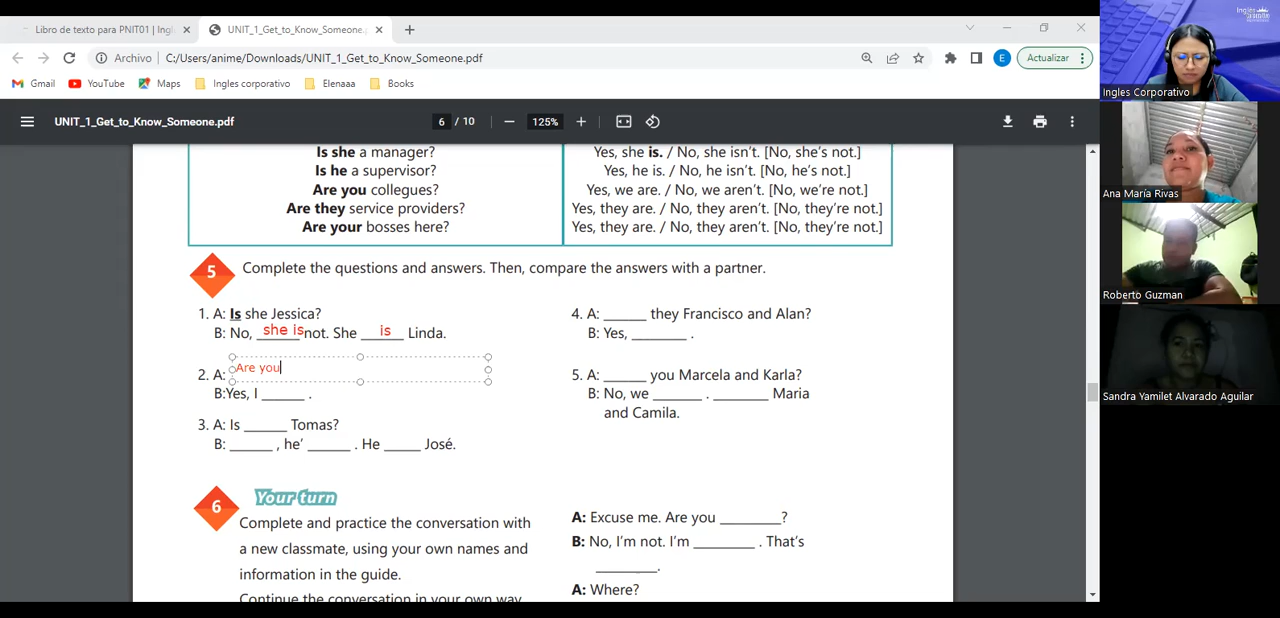 Libro de texto para PNIT01 | Ingl
UNIT_1_Get_to_Know_Someone.pdf
Archivo | C:/Users/anime/Downloads/UNIT_1_Get_to_Know_Someone.pdf
E
Actualizar
Gmail YouTube Maps Ingles corporativo Elenaaa Books
UNIT_1_Get_to_Know_Someone.pdf
6 / 10
125%
Is she a manager? Yes, she is. / No, she isn't. [No, she's not.]
Is he a supervisor? Yes, he is. / No, he isn't. [No, he's not.]
Are you collegues? Yes, we are. / No, we aren't. [No, we're not.]
Are they service providers? Yes, they are. / No, they aren't. [No, they're not.]
Are your bosses here? Yes, they are. / No, they aren't. [No, they're not.]
5 Complete the questions and answers. Then, compare the answers with a partner.
1. A: Is she Jessica?
B: No, she is not. She is Linda.
2. A: Are you
B:Yes, I ______ .
3. A: Is ______ Tomas?
B: ______ , he' ______ . He _____ José.
4. A: ______ they Francisco and Alan?
B: Yes, ________ .
5. A: ______ you Marcela and Karla?
B: No, we _______ . ________ Maria
and Camila.
6 Your turn
Complete and practice the conversation with
a new classmate, using your own names and
information in the guide.
Continue the conversation in your own way
A: Excuse me. Are you _________?
B: No, I'm not. I'm _________ . That's
_________.
A: Where?
Ingles Corporativo
Ana María Rivas
Roberto Guzman
Sandra Yamilet Alvarado Aguilar